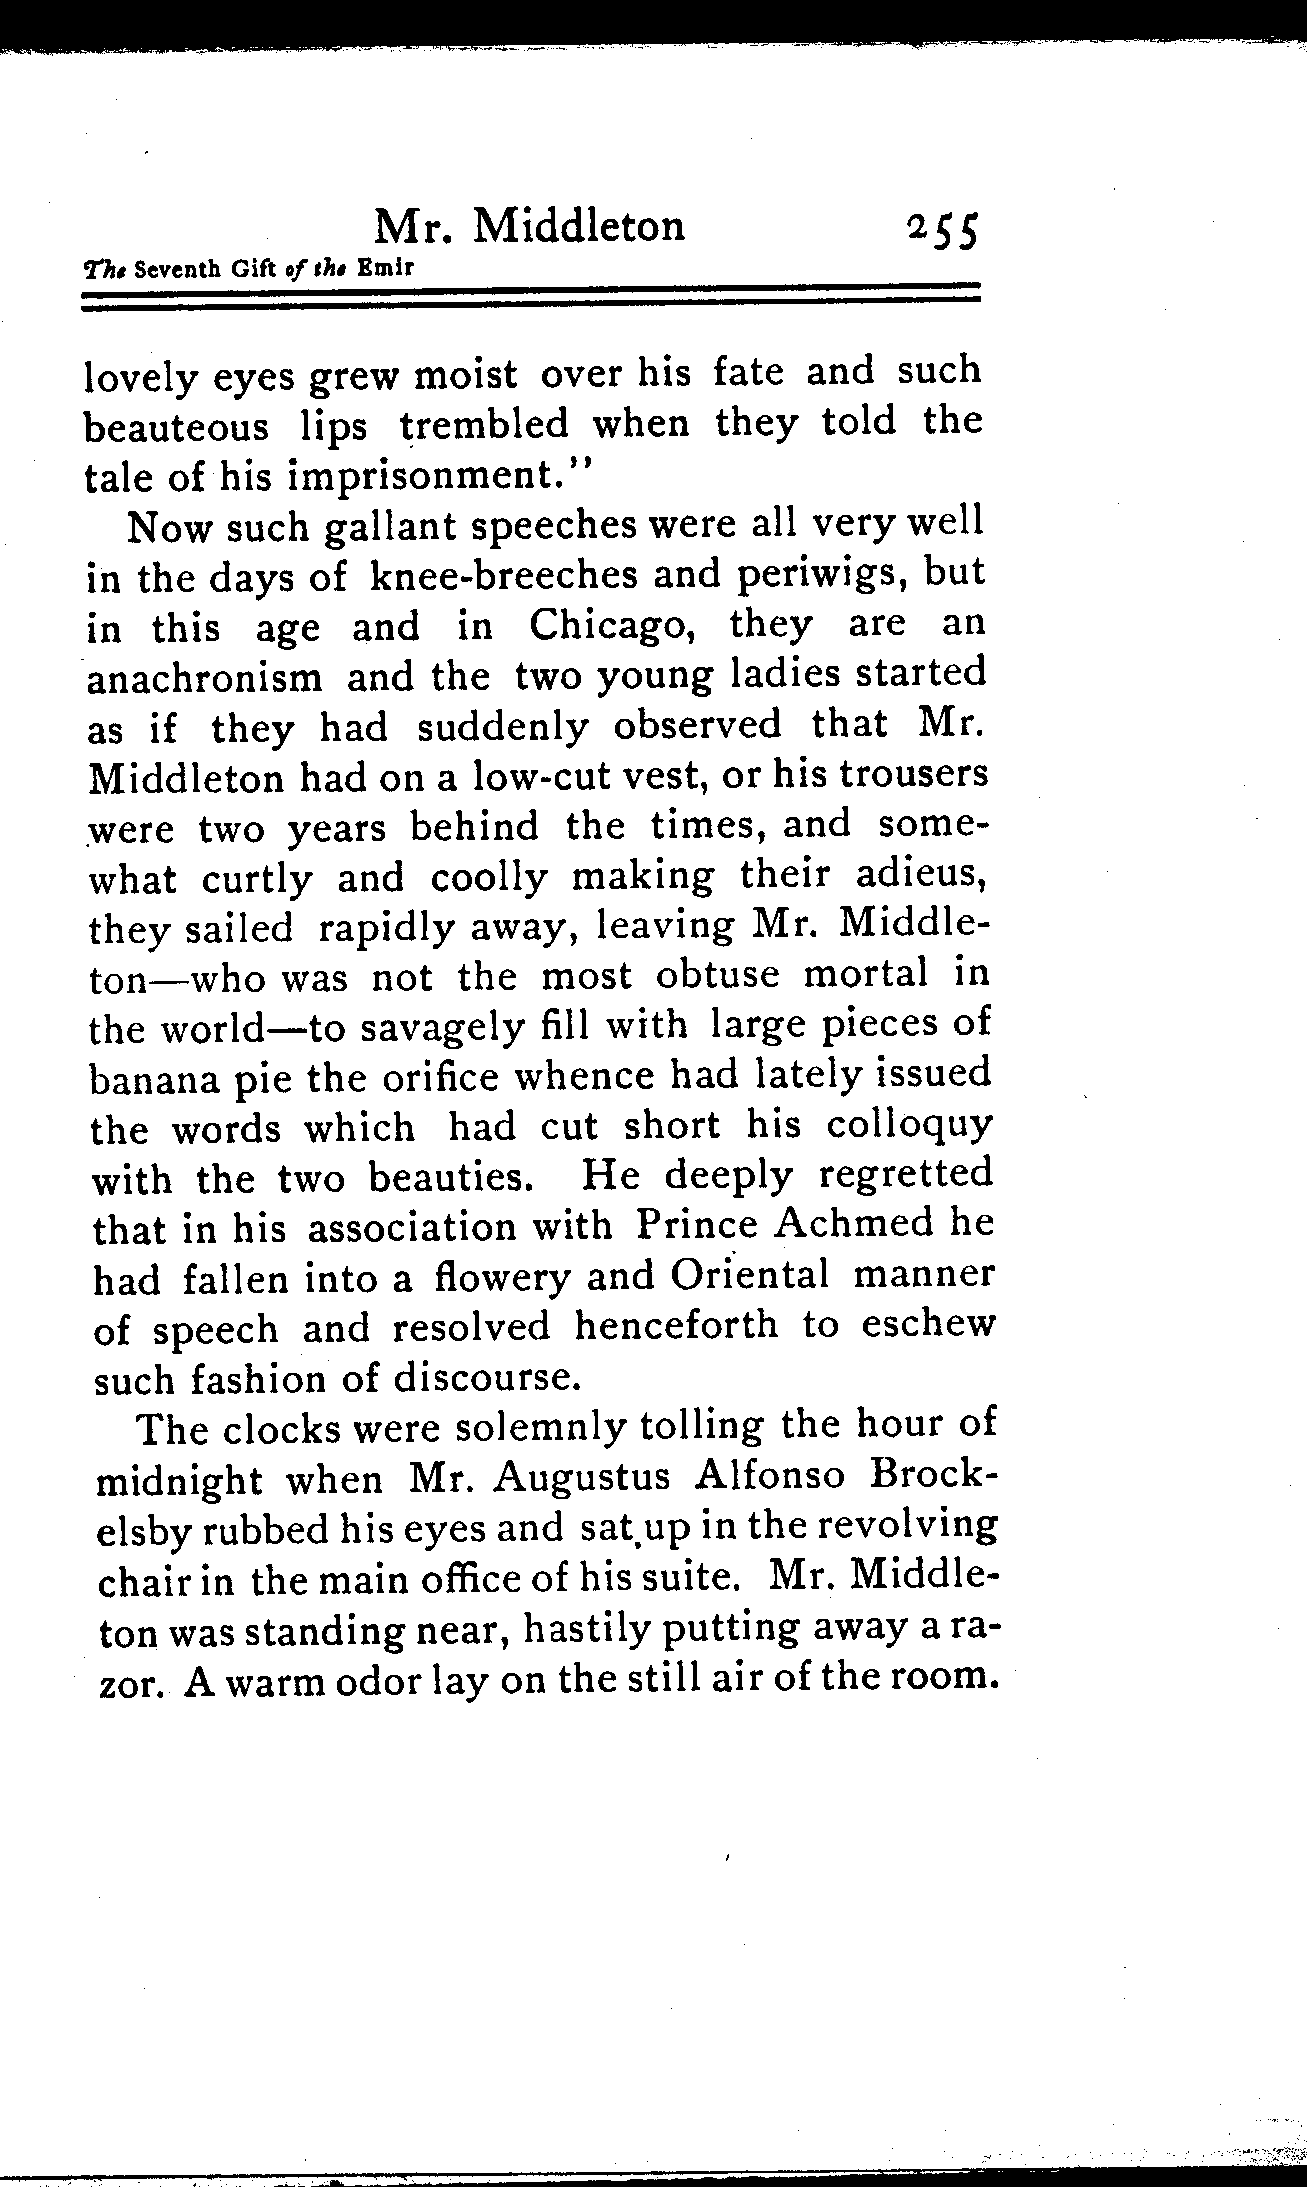 Mr. Middleton 255
The Seventh Gift of the Emir
lovely eyes grew moist over his fate and such
beauteous lips trembled when they told the
tale of his imprisonment."
Now such gallant speeches were all very well
in the days of knee-breeches and periwigs, but
in this age and in Chicago, they are an
anachronism and the two young ladies started
as if they had suddenly observed that Mr.
Middleton had on a low-cut vest, or his trousers
were two years behind the times, and some-
what curtly and coolly making their adieus,
they sailed rapidly away, leaving Mr. Middle-
ton—who was not the most obtuse mortal in
the world—to savagely fill with large pieces of
banana pie the orifice whence had lately issued
the words which had cut short his colloquy
with the two beauties. He deeply regretted
that in his association with Prince Achmed he
had fallen into a flowery and Oriental manner
of speech and resolved henceforth to eschew
such fashion of discourse.
The clocks were solemnly tolling the hour of
midnight when Mr. Augustus Alfonso Brock-
elsby rubbed his eyes and sat up in the revolving
chair in the main office of his suite. Mr. Middle-
ton was standing near, hastily putting away a ra-
zor. A warm odor lay on the still air of the room.